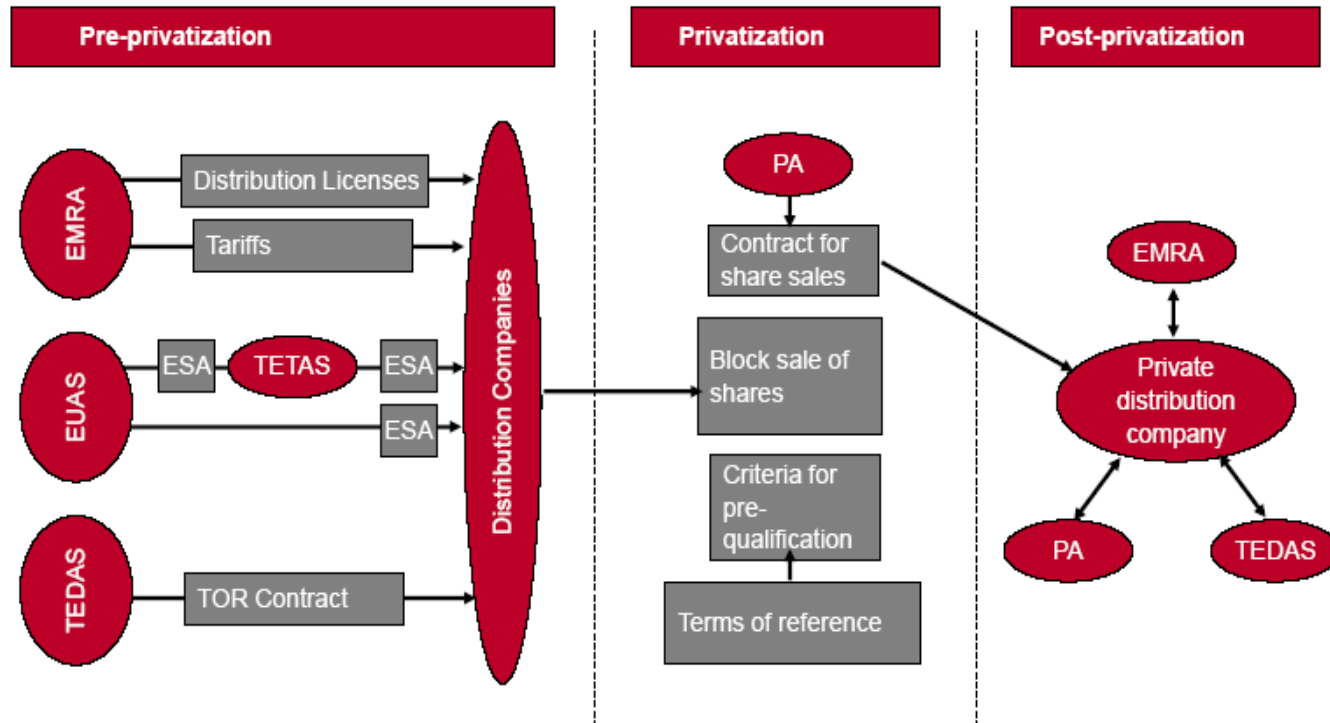 Pre-privatization
Privatization
Post-privatization
EMRA
Distribution Licenses
Tariffs
EUAS
ESA
TETAS
ESA
ESA
TEDAS
TOR Contract
Distribution Companies
PA
Contract for
share sales
Block sale of
shares
Criteria for
pre-
qualification
Terms of reference
EMRA
Private
distribution
company
PA
TEDAS